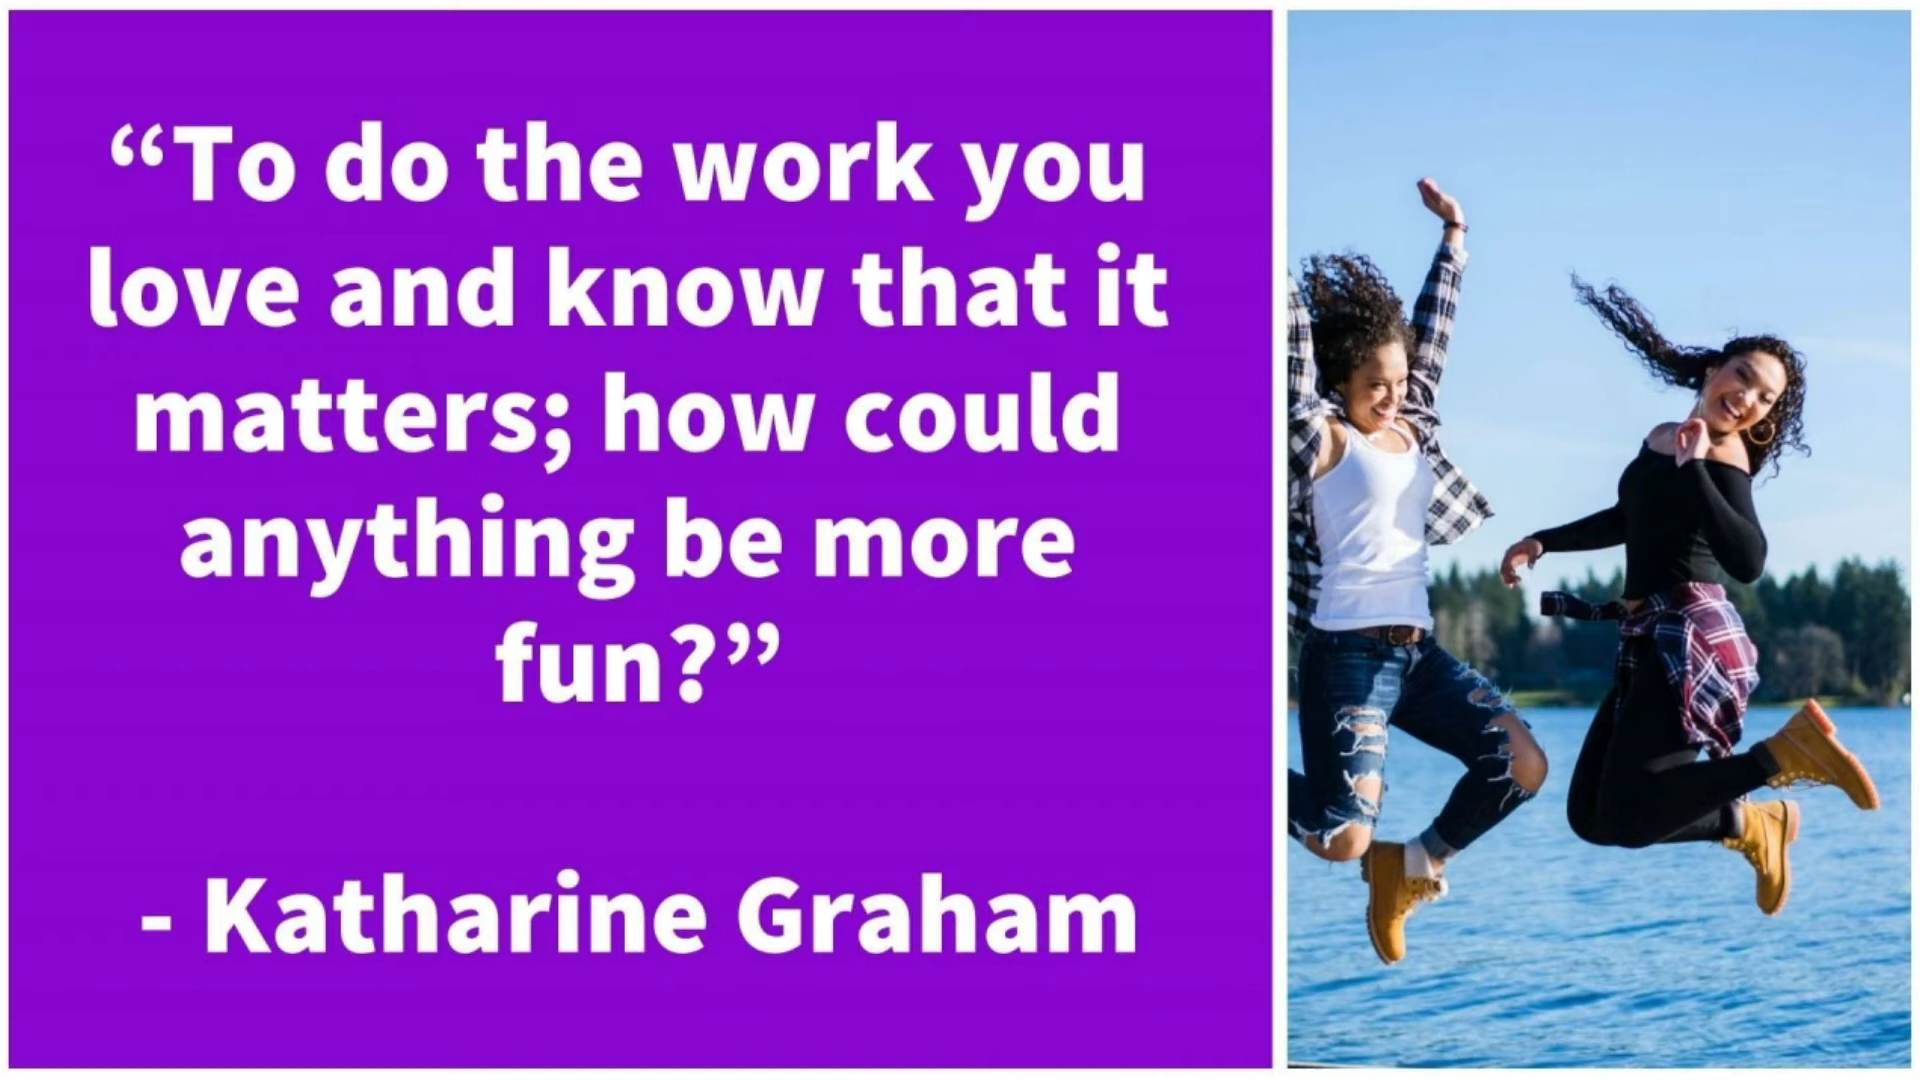 “To do the work you
love and know that it
matters; how could
anything be more
fun?”
- Katharine Graham